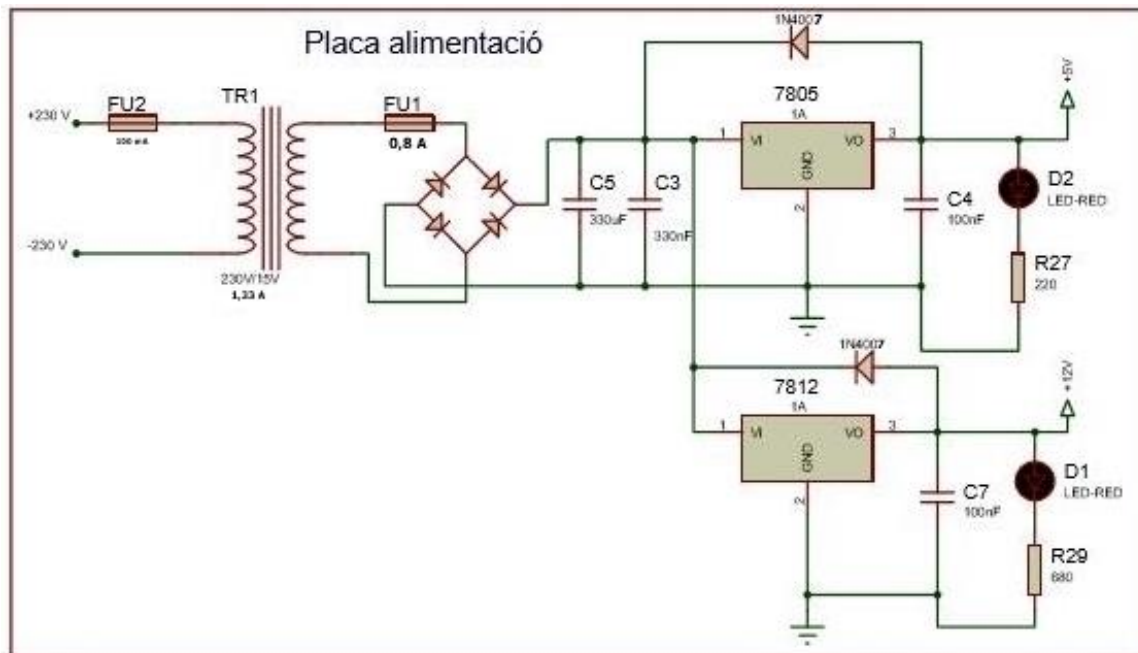 Placa alimentació
1N4007
FU2
TR1
FU1
7805
1A
+230 V
0,8 A
1
VI
VO
3
GND
2
+5V
C5
330uF
C3
330nF
C4
100nF
D2
LED-RED
-230 V
230V/15V
1,33 A
R27
220
1N4007
7812
1A
+12V
1
VI
VO
3
GND
2
C7
100nF
D1
LED-RED
R29
680